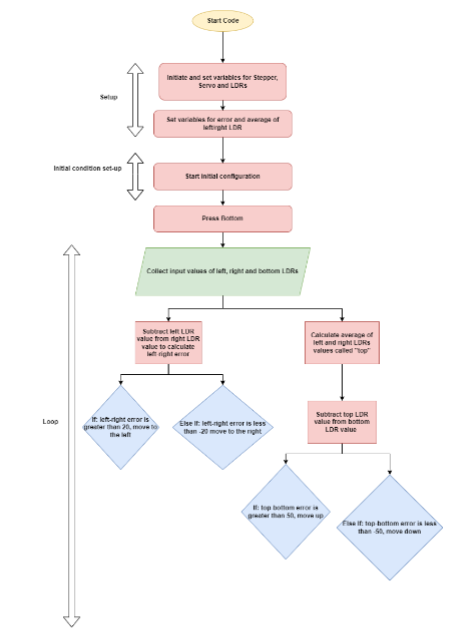 Start Code
Initiate and set variables for Stepper,
Servo and LDRs
Setup
Set variables for error and average of
left/right LDR
Initial condition set-up
Start initial configuration
Press Bottom
Collect input values of left, right and bottom LDRs
Subtract left LDR
value from right LDR
value to calculate
left right error
Calculate average of
left and right LDRs
values called "top"
Loop
If: left-right error is
greater than 20, move to
the left
Else If: left-right error is less
than -20 move to the right
Subtract top LDR
value from bottom
LDR value
If: top bottom error is
greater than 50, move up
Else If: top-bottom error is less
than -50, move down